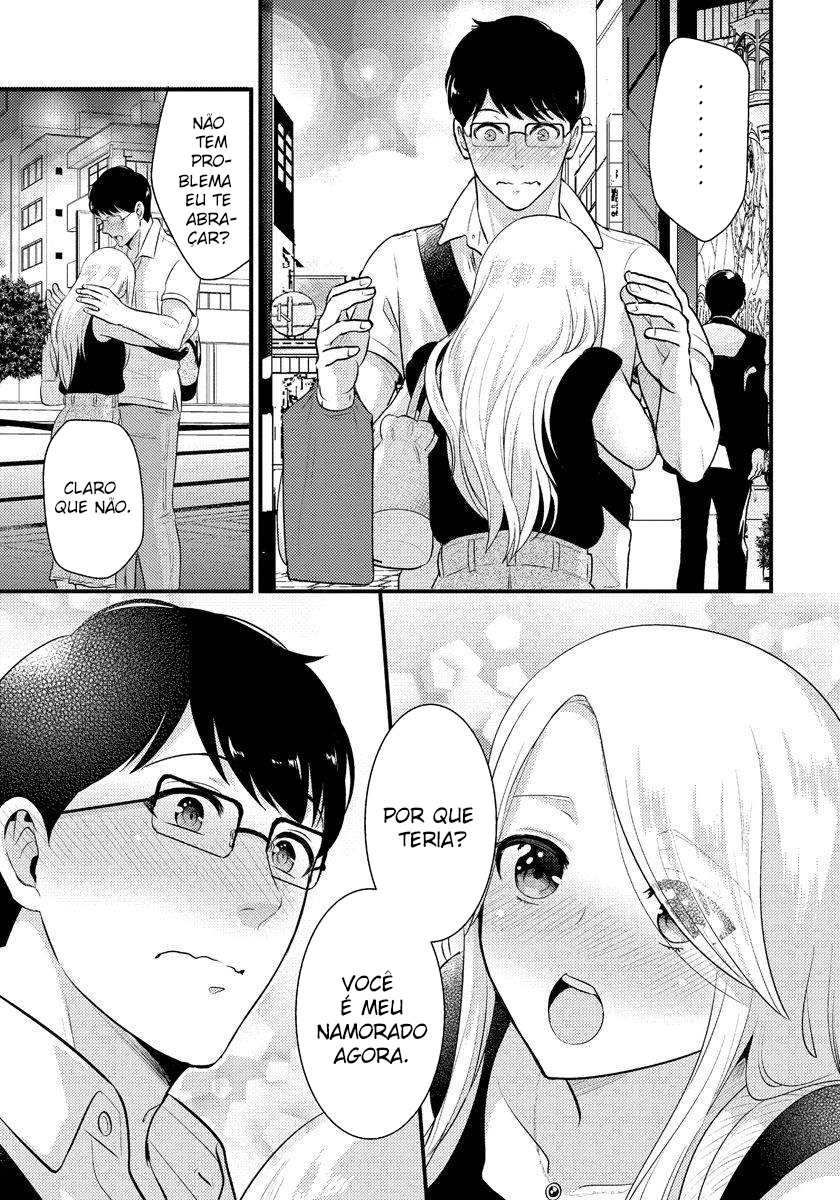 ........
NÃO
TEM
PRO-
BLEMA
EU TE
ABRA-
ÇAR?
CLARO
QUE NÃO.
POR QUE
TERIA?
VOCÊ
É MEU
NAMORADO
AGORA.